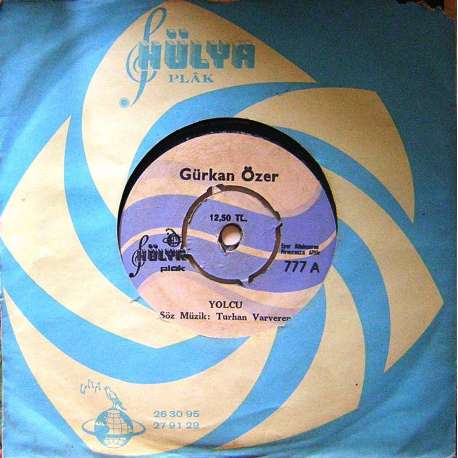 HÜLYA
PLÂK
Gürkan Özer
12,50 TL.
HÜLYA
plak
777 A
YOLCU
Söz Müzik: Turhan Varveren
26 30 95
27 91 29